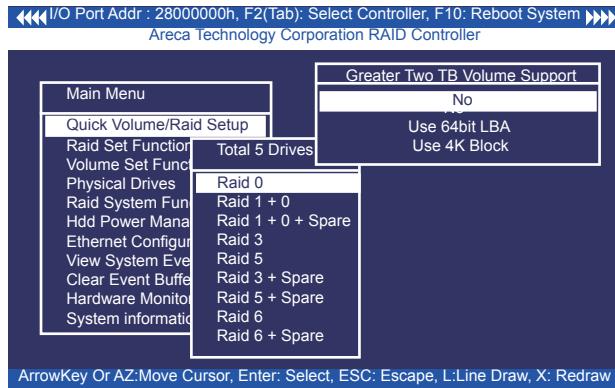 I/O Port Addr : 28000000h, F2(Tab): Select Controller, F10: Reboot System
Areca Technology Corporation RAID Controller
Main Menu
Quick Volume/Raid Setup
Raid Set Function
Volume Set Funct
Physical Drives
Raid System Fun
Hdd Power Mana
Ethernet Configur
View System Eve
Clear Event Buffe
Hardware Monitor
System informatio
Total 5 Drives
Raid 0
Raid 1 + 0
Raid 1 + 0 + Spare
Raid 3
Raid 5
Raid 3 + Spare
Raid 5 + Spare
Raid 6
Raid 6 + Spare
Greater Two TB Volume Support
No
Use 64bit LBA
Use 4K Block
ArrowKey Or AZ:Move Cursor, Enter: Select, ESC: Escape, L:Line Draw, X: Redraw